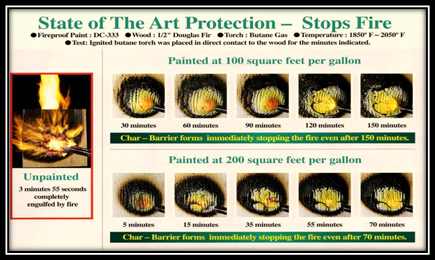 State of The Art Protection – Stops Fire
●Fireproof Paint : DC-333 ●Wood : 1/2" Douglas Fir ●Torch : Butane Gas ●Temperature : 1850° F ~ 2050° F
●Test: Ignited butane torch was placed in direct contact to the wood for the minutes indicated.
Painted at 100 square feet per gallon
30 minutes 60 minutes 90 minutes 120 minutes 150 minutes
Char – Barrier forms immediately stopping the fire even after 150 minutes.
Unpainted
3 minutes 55 seconds
completely
engulfed by fire
Painted at 200 square feet per gallon
5 minutes 15 minutes 35 minutes 55 minutes 70 minutes
Char – Barrier forms immediately stopping the fire even after 70 minutes.